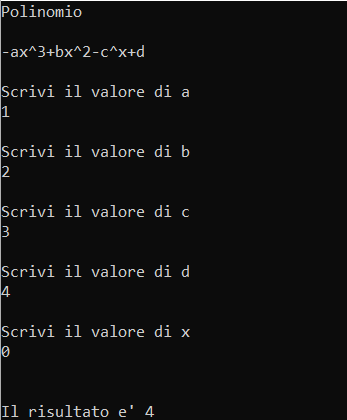 Polinomio
-ax^3+bx^2-c^x+d
Scrivi il valore di a
1
Scrivi il valore di b
2
Scrivi il valore di c
3
Scrivi il valore di d
4
Scrivi il valore di x
0
Il risultato e' 4